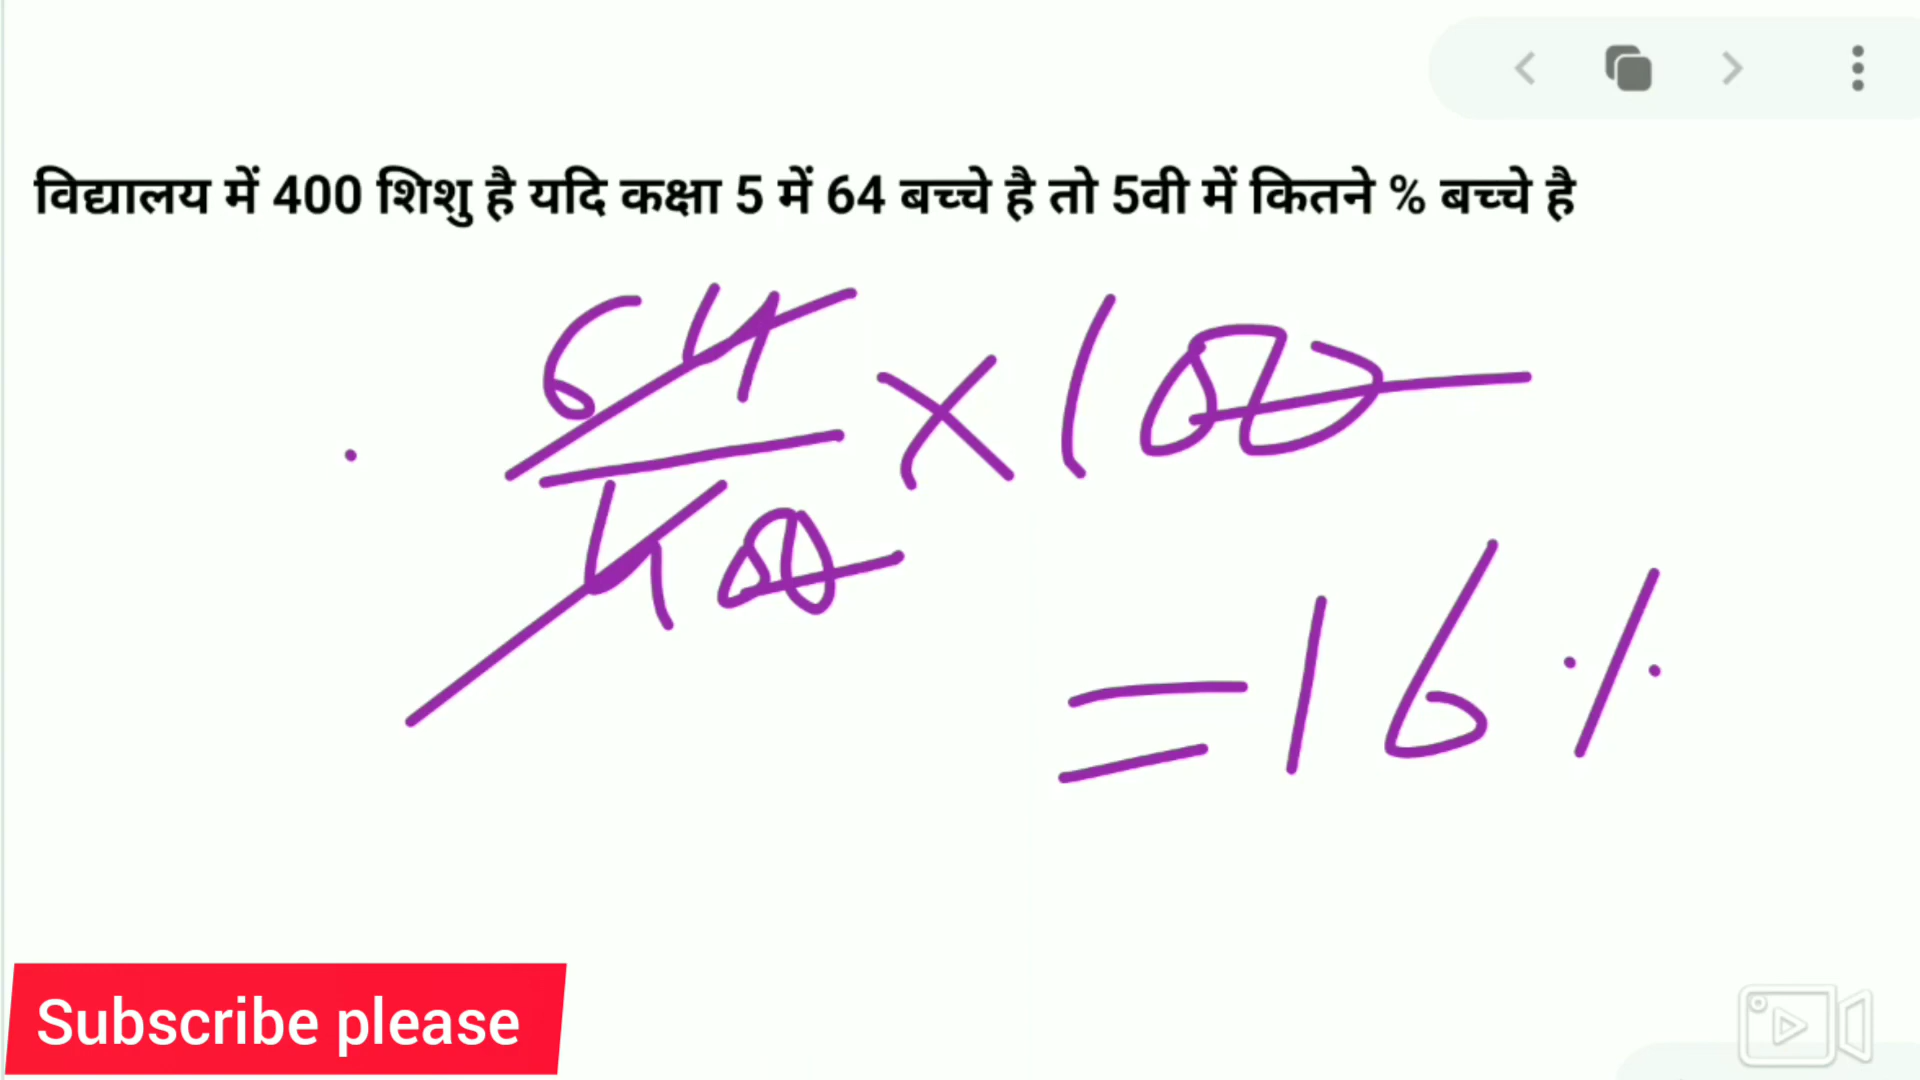 विद्यालय में 400 शिशु है यदि कक्षा 5 में 64 बच्चे है तो 5वी में कितने % बच्चे है
64 × 100
400
= 16 %
Subscribe please